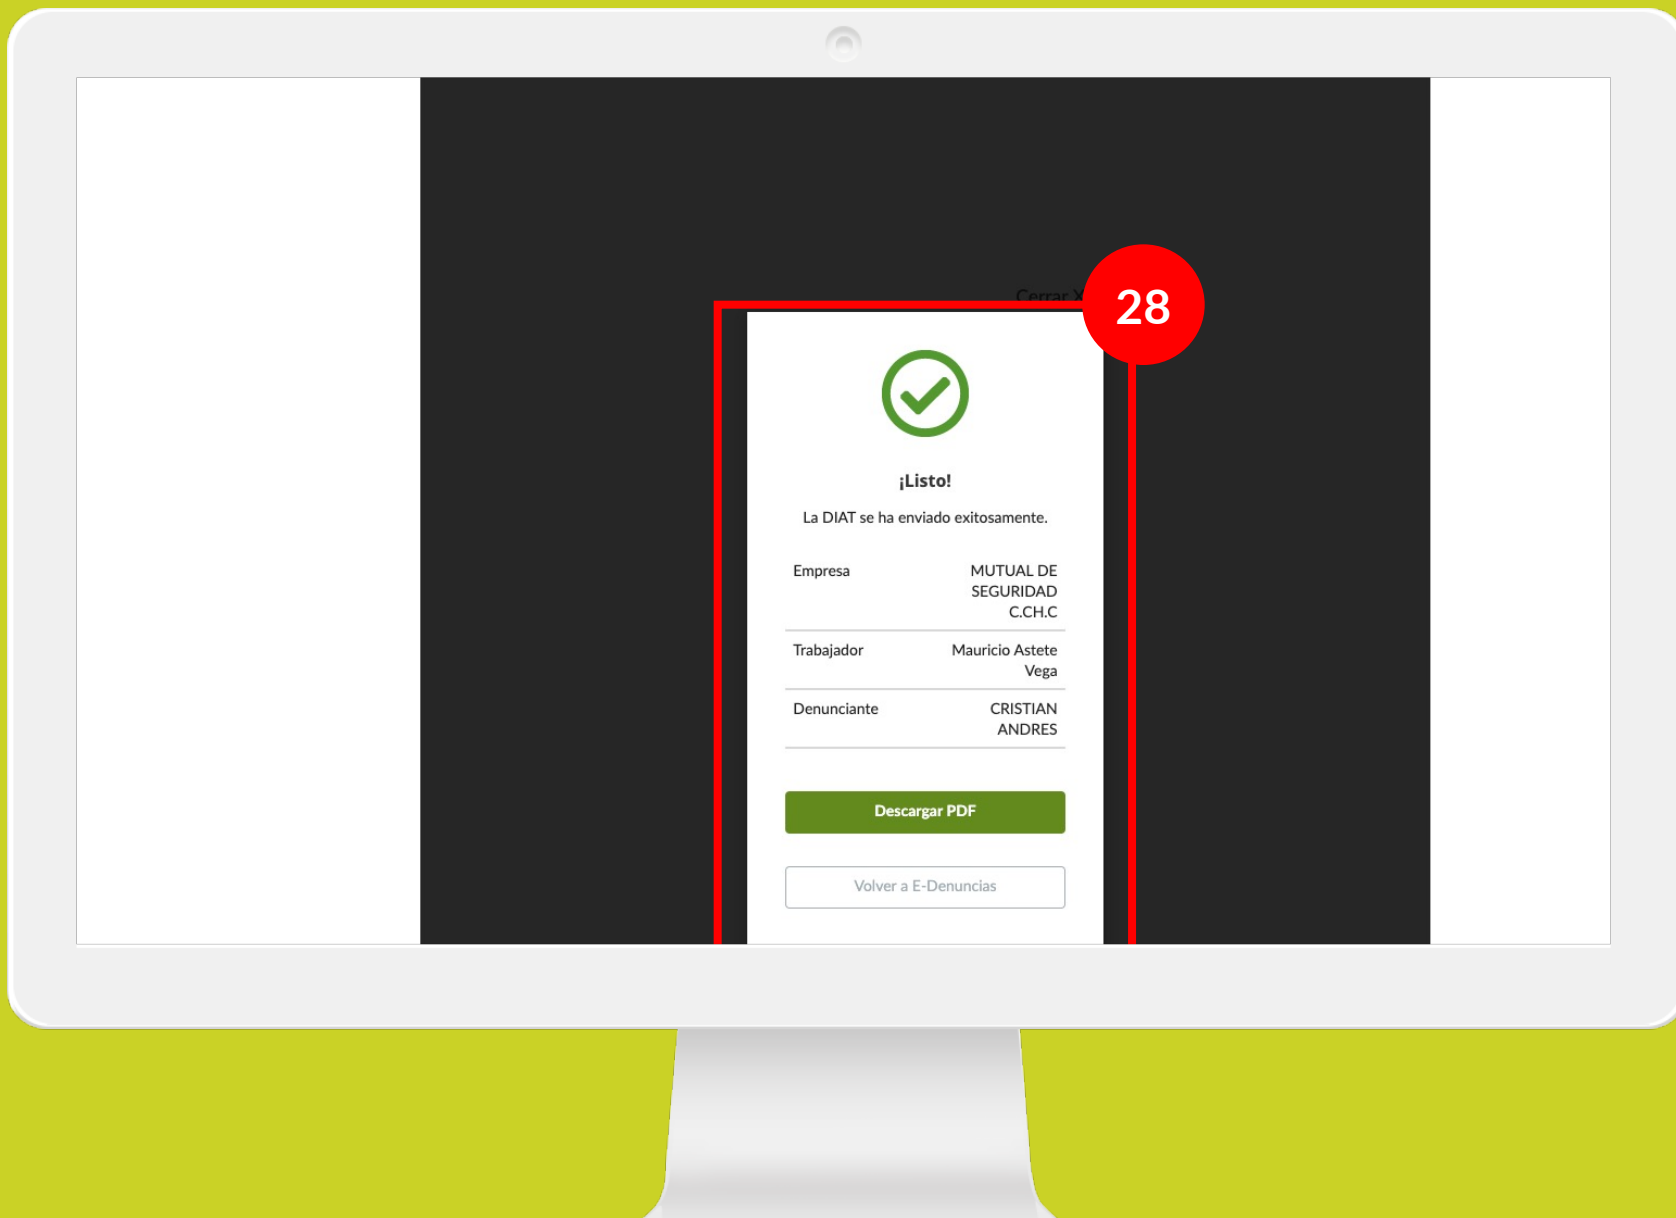 Cerrar X
28
¡Listo!
La DIAT se ha enviado exitosamente.
Empresa MUTUAL DE
SEGURIDAD
C.CH.C
Trabajador Mauricio Astete
Vega
Denunciante CRISTIAN
ANDRES
Descargar PDF
Volver a E-Denuncias